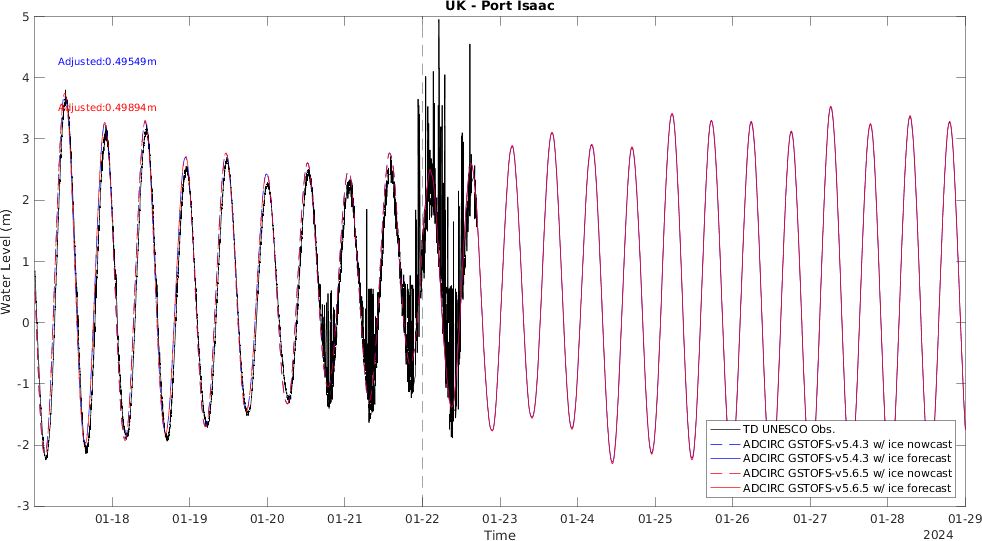 UK - Port Isaac
5
4
3
2
1
0
-1
-2
-3
Water Level (m)
Adjusted:0.49549m
Adjusted:0.49894m
TD UNESCO Obs.
ADCIRC GSTOFS-v5.4.3 w/ ice nowcast
ADCIRC GSTOFS-v5.4.3 w/ ice forecast
ADCIRC GSTOFS-v5.6.5 w/ ice nowcast
ADCIRC GSTOFS-v5.6.5 w/ ice forecast
01-18 01-19 01-20 01-21 01-22 01-23 01-24 01-25 01-26 01-27 01-28 01-29
Time
2024